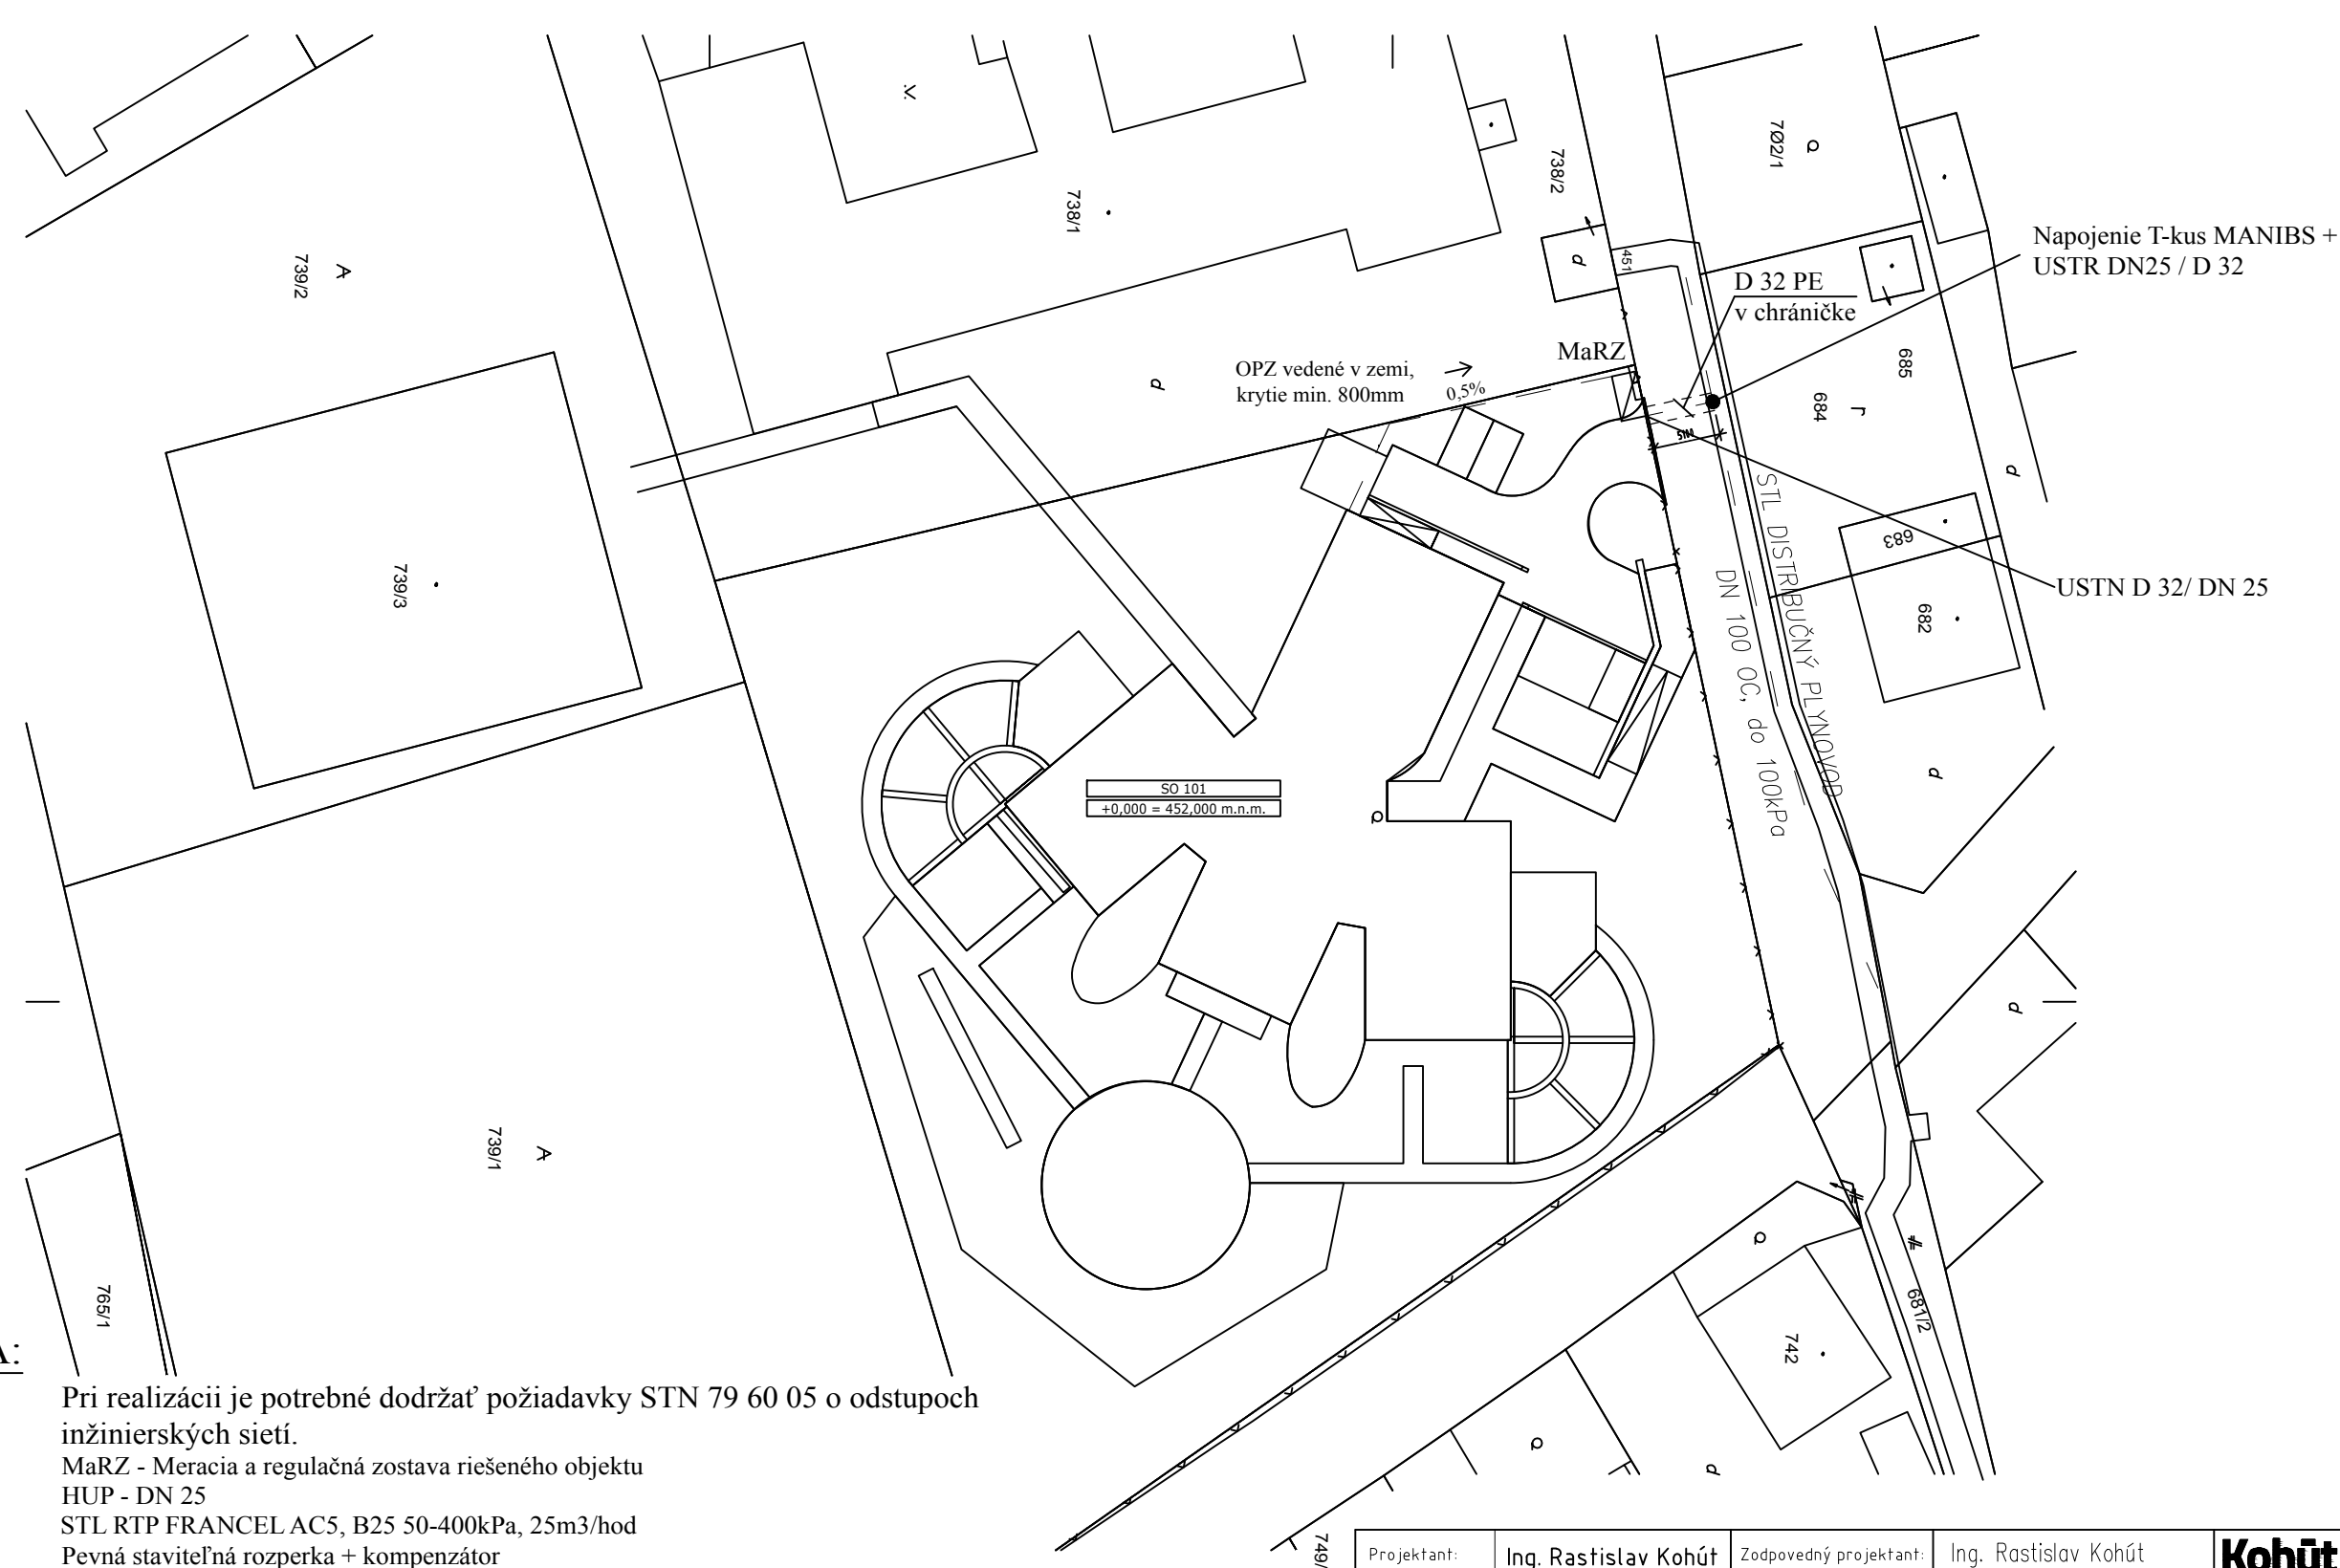 .V.
702/1
Q
738/2
738/1
739/2
A
Napojenie T-kus MANIBS +
USTR DN25 / D 32
d
451
D 32 PE
v chráničke
MaRZ
OPZ vedené v zemi,
krytie min. 800mm
0,5%
685
684
d
d
STL DISTRIBUČNÝ PLYNOVOD
DN 100 OC, do 100kPa
683
USTN D 32/ DN 25
739/3
682
SO 101
+0,000 = 452,000 m.n.m.
Q
d
d
739/1
A
765/1
Q
681/2
742
Q
d
A:
Pri realizácii je potrebné dodržať požiadavky STN 79 60 05 o odstupoch
inžinierských sietí.
MaRZ - Meracia a regulačná zostava riešeného objektu
HUP - DN 25
STL RTP FRANCEL AC5, B25 50-400kPa, 25m3/hod
Pevná staviteľná rozperka + kompenzátor
749/
Projektant:
Ing. Rastislav Kohút
Zodpovedný projektant:
Ing. Rastislav Kohút
Kohūt